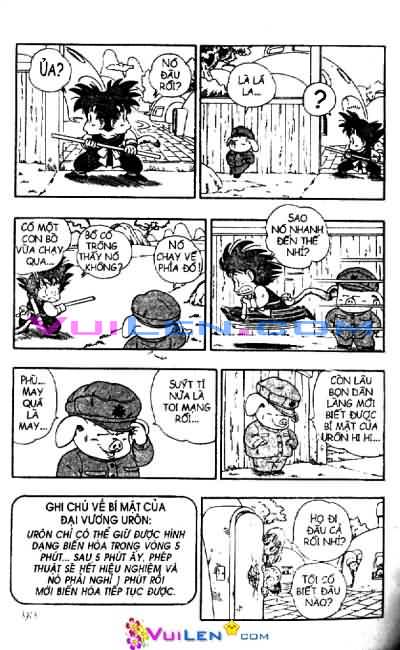 ỦA?
NÓ
ĐÂU
RỒI?
LÀ LÁ
LA...
?
CÓ MỘT
CON BÒ
VỪA CHẠY
QUA...
BỐ CÓ
TRÔNG
THẤY NÓ
KHÔNG?
NÓ
CHẠY VỀ
PHÍA ĐÓ!
SAO
NÓ NHANH
ĐẾN THẾ
NHỈ?
VUILEN.COM
PHÙ...
MAY
QUÁ
LÀ
MAY...
SUÝT TÍ
NỮA LÀ
TOI MẠNG
RỒI...
CÒN LÂU
BỌN DÂN
LÀNG MỚI
BIẾT ĐƯỢC
BÍ MẬT CỦA
URÔN HI HI...
GHI CHÚ VỀ BÍ MẬT CỦA
ĐẠI VƯƠNG URÔN:
URÔN CHỈ CÓ THỂ GIỮ ĐƯỢC HÌNH
DẠNG BIẾN HÓA TRONG VÒNG 5
PHÚT... SAU 5 PHÚT ẤY, PHÉP
THUẬT SẼ HẾT HIỆU NGHIỆM VÀ
NÓ PHẢI NGHỈ 1 PHÚT RỒI
MỚI BIẾN HÓA TIẾP TỤC ĐƯỢC.
HỌ ĐI
ĐÂU CẢ
RỒI NHỈ?
TÔI CÓ
BIẾT ĐÂU
NÀO?
VUILEN.COM